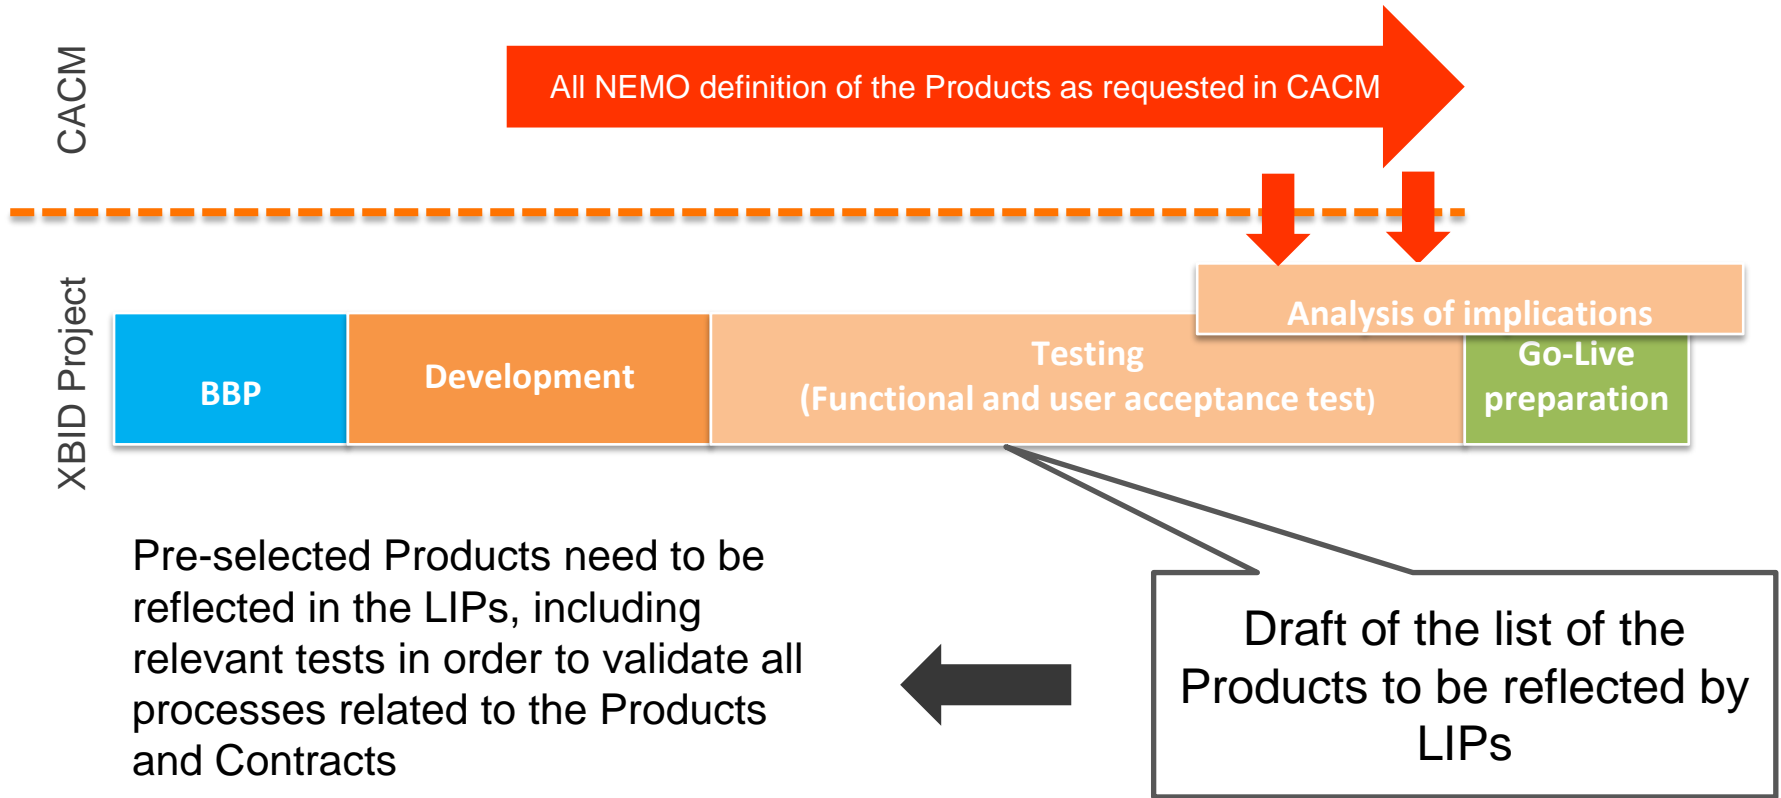 CACM
All NEMO definition of the Products as requested in CACM
XBID Project
Analysis of implications
BBP
Development
Testing
(Functional and user acceptance test)
Go-Live
preparation
Pre-selected Products need to be
reflected in the LIPs, including
relevant tests in order to validate all
processes related to the Products
and Contracts
Draft of the list of the
Products to be reflected by
LIPs